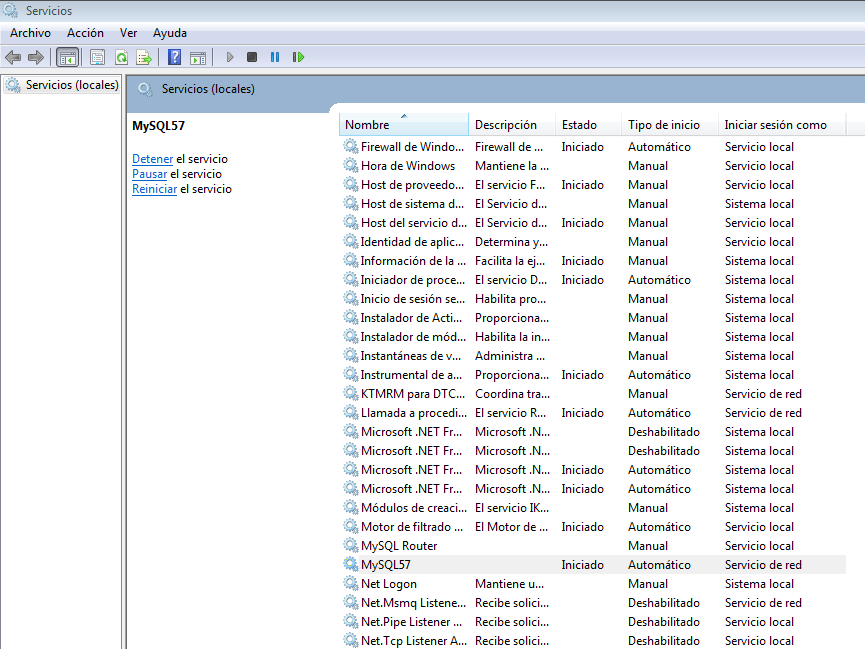 Servicios
Archivo Acción Ver Ayuda
Servicios (locales)
Servicios (locales)
MySQL57
Detener el servicio
Pausar el servicio
Reiniciar el servicio
Nombre Descripción Estado Tipo de inicio Iniciar sesión como
Firewall de Windo... Firewall de ... Iniciado Automático Servicio local
Hora de Windows Mantiene la ... Manual Servicio local
Host de proveedo... El servicio F... Iniciado Manual Servicio local
Host de sistema d... El Servicio d... Manual Sistema local
Host del servicio d... El Servicio d... Iniciado Manual Servicio local
Identidad de aplic... Determina y... Manual Servicio local
Información de la ... Facilita la ej... Iniciado Manual Sistema local
Iniciador de proce... El servicio D... Iniciado Automático Sistema local
Inicio de sesión se... Habilita pro... Manual Sistema local
Instalador de Acti... Proporciona... Manual Sistema local
Instalador de mód... Habilita la in... Manual Sistema local
Instantáneas de v... Administra ... Manual Sistema local
Instrumental de a... Proporciona... Iniciado Automático Sistema local
KTMRM para DTC... Coordina tra... Manual Servicio de red
Llamada a procedi... El servicio R... Iniciado Automático Servicio de red
Microsoft .NET Fr... Microsoft .N... Deshabilitado Sistema local
Microsoft .NET Fr... Microsoft .N... Deshabilitado Sistema local
Microsoft .NET Fr... Microsoft .N... Iniciado Automático Sistema local
Microsoft .NET Fr... Microsoft .N... Iniciado Automático Sistema local
Módulos de creaci... El servicio IK... Manual Sistema local
Motor de filtrado ... El Motor de ... Iniciado Automático Servicio local
MySQL Router Manual Servicio local
MySQL57 Iniciado Automático Servicio de red
Net Logon Mantiene u... Manual Sistema local
Net.Msmq Listene... Recibe solici... Deshabilitado Servicio de red
Net.Pipe Listener ... Recibe solici... Deshabilitado Servicio local
Net.Tcp Listener A... Recibe solici... Deshabilitado Servicio local